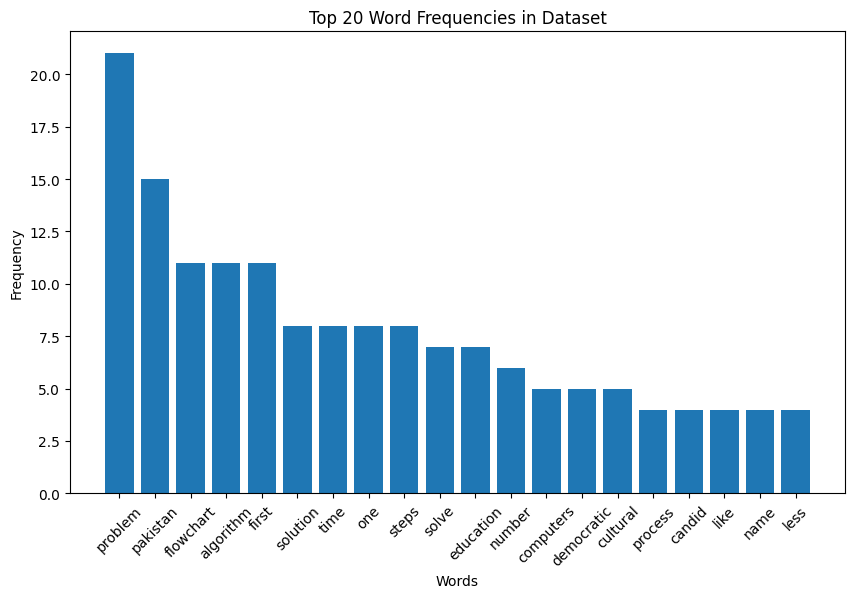 Top 20 Word Frequencies in Dataset
Frequency
20.0
17.5
15.0
12.5
10.0
7.5
5.0
2.5
0.0
problem
pakistan
flowchart
algorithm
first
solution
time
one
steps
solve
education
number
computers
democratic
cultural
process
candid
like
name
less
Words